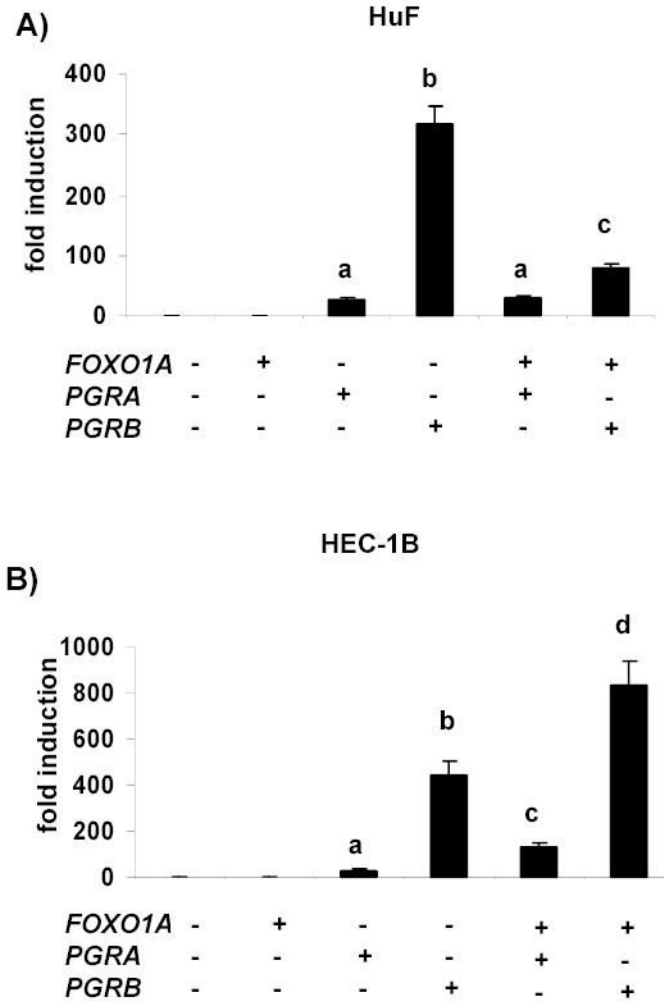 A)
HuF
b
400
300
200
100
0
fold induction
a
a
c
FOXO1A - + - - + +
PGRA - - + - + -
PGRB - - - + - +
HEC-1B
B)
d
1000
800
600
400
200
0
fold induction
b
c
a
FOXO1A - + - - + +
PGRA - - + - + -
PGRB - - - + - +